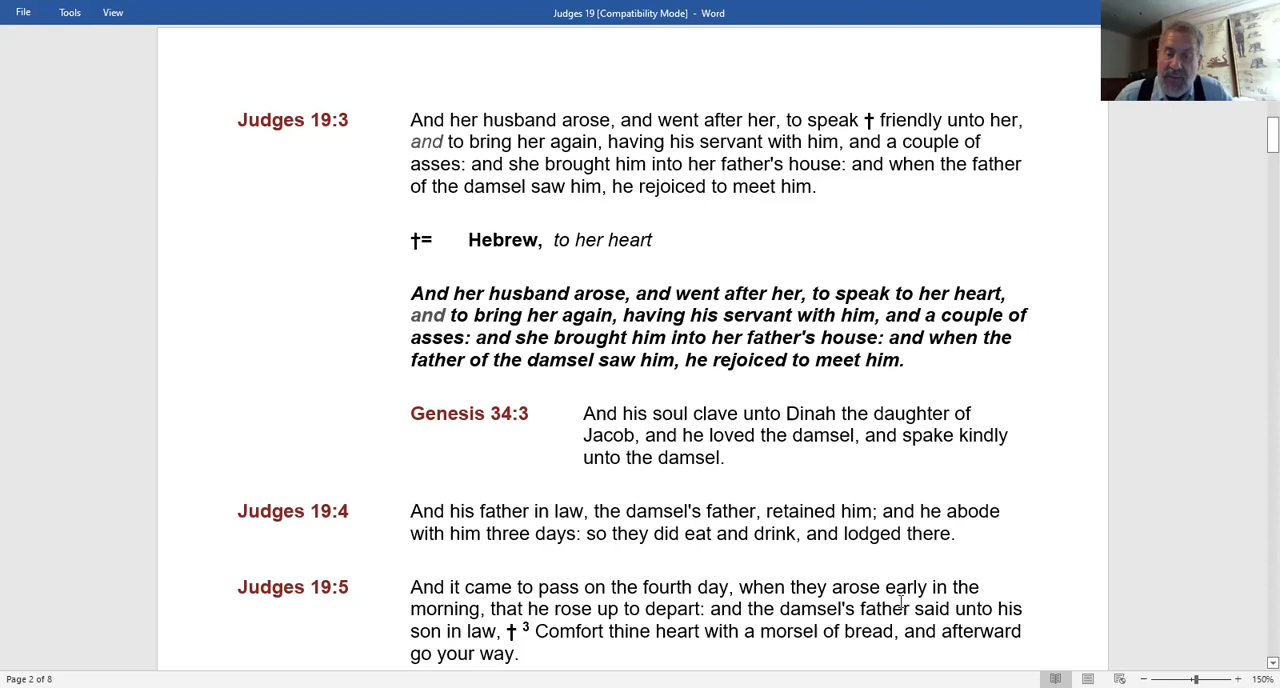 File Tools View Judges 19 [Compatibility Mode] - Word
Judges 19:3 And her husband arose, and went after her, to speak † friendly unto her,
and to bring her again, having his servant with him, and a couple of
asses: and she brought him into her father's house: and when the father
of the damsel saw him, he rejoiced to meet him.
†= Hebrew, to her heart
And her husband arose, and went after her, to speak to her heart,
and to bring her again, having his servant with him, and a couple of
asses: and she brought him into her father's house: and when the
father of the damsel saw him, he rejoiced to meet him.
Genesis 34:3 And his soul clave unto Dinah the daughter of
Jacob, and he loved the damsel, and spake kindly
unto the damsel.
Judges 19:4 And his father in law, the damsel's father, retained him; and he abode
with him three days: so they did eat and drink, and lodged there.
Judges 19:5 And it came to pass on the fourth day, when they arose early in the
morning, that he rose up to depart: and the damsel's father said unto his
son in law, † 3 Comfort thine heart with a morsel of bread, and afterward
go your way.
Page 2 of 8 150%